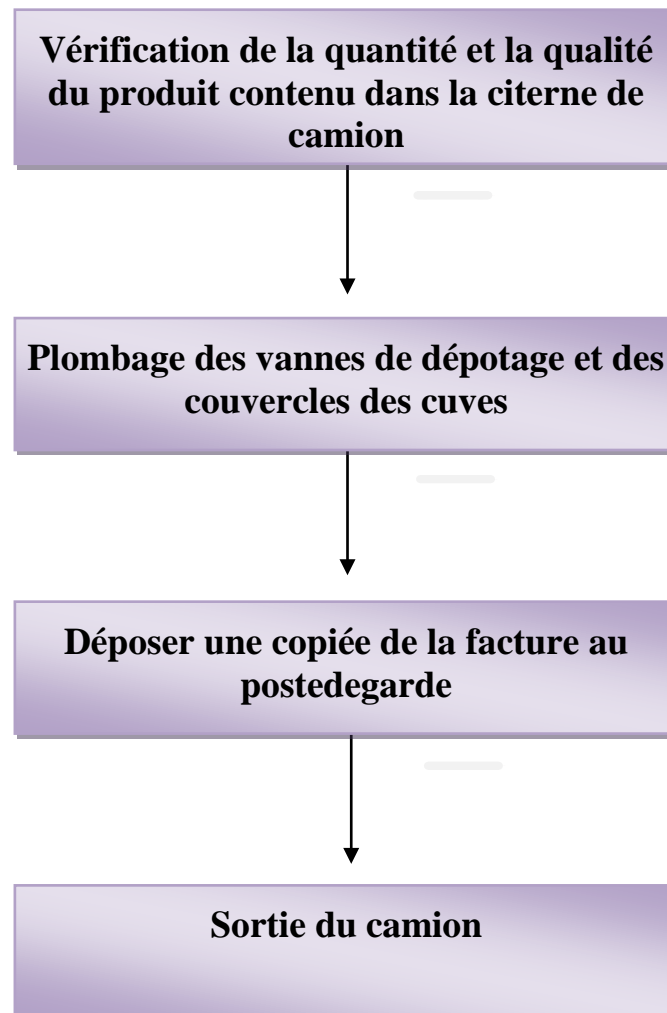 Vérification de la quantité et la qualité
du produit contenu dans la citerne de
camion
Plombage des vannes de dépotage et des
couvercles des cuves
Déposer une copiée de la facture au
postedegarde
Sortie du camion